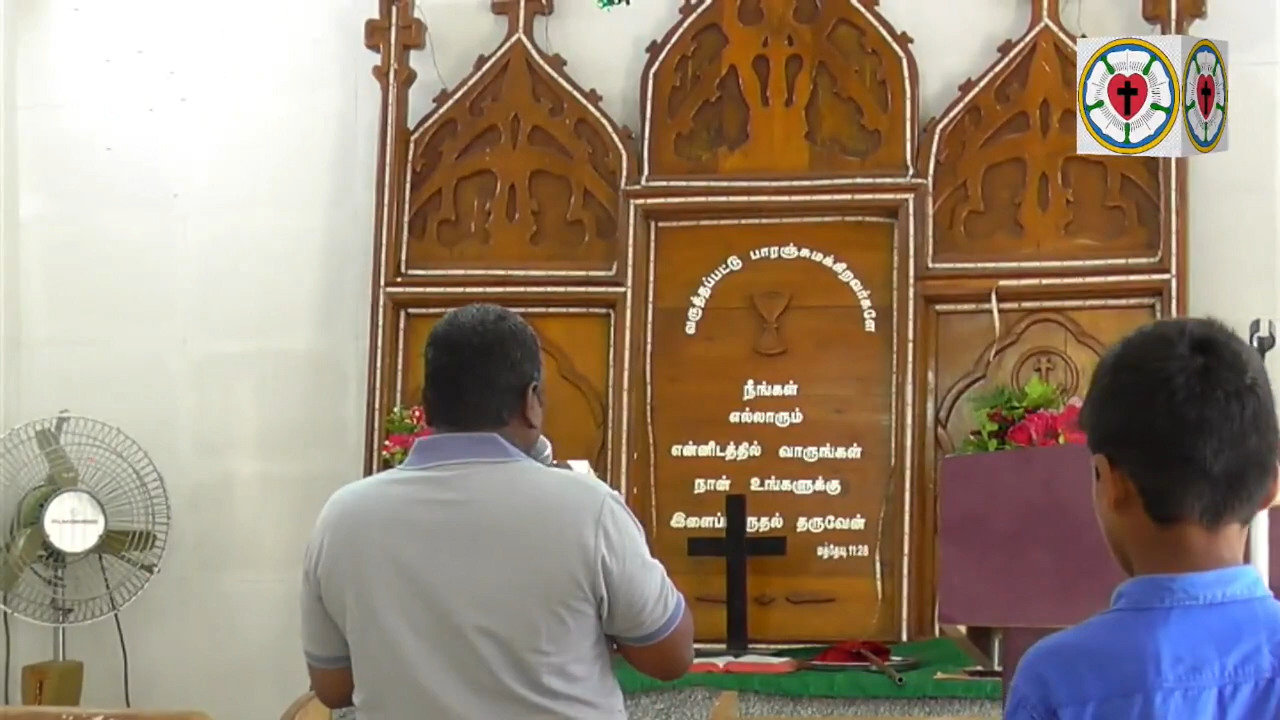 வருத்தப்பட்டு பாரஞ்சுமக்கிறவர்களே
நீங்கள்
எல்லாரும்
என்னிடத்தில் வாருங்கள்
நான் உங்களுக்கு
தருவேன்
மத்தேயு 11:28